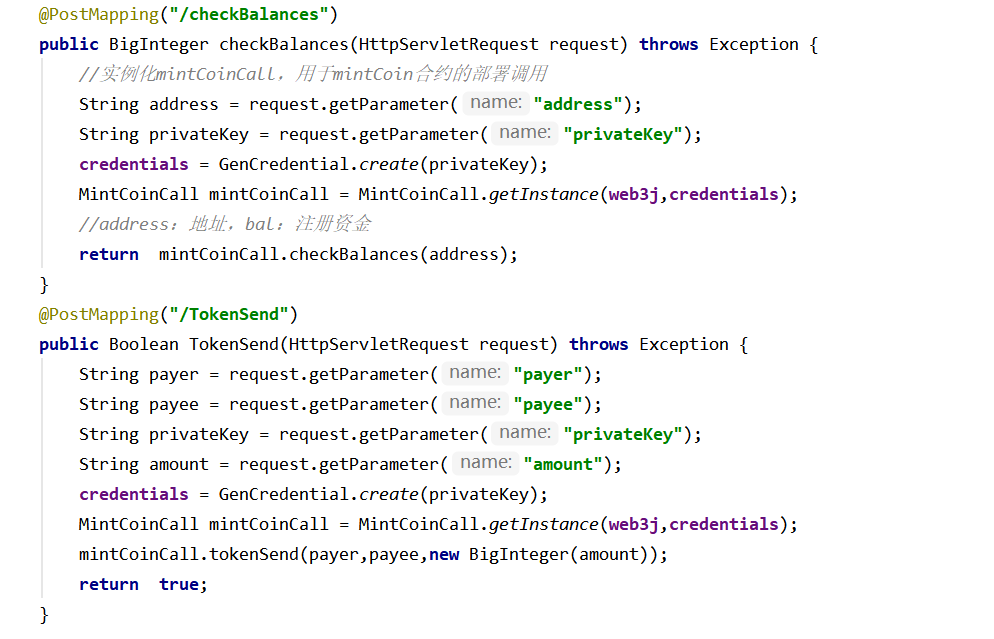 @PostMapping("/checkBalances")
public BigInteger checkBalances(HttpServletRequest request) throws Exception {
//实例化mintCoinCall，用于mintCoin合约的部署调用
String address = request.getParameter( name: "address");
String privateKey = request.getParameter( name: "privateKey");
credentials = GenCredential.create(privateKey);
MintCoinCall mintCoinCall = MintCoinCall.getInstance(web3j,credentials);
//address：地址，bal：注册资金
return  mintCoinCall.checkBalances(address);
}
@PostMapping("/TokenSend")
public Boolean TokenSend(HttpServletRequest request) throws Exception {
String payer = request.getParameter( name: "payer");
String payee = request.getParameter( name: "payee");
String privateKey = request.getParameter( name: "privateKey");
String amount = request.getParameter( name: "amount");
credentials = GenCredential.create(privateKey);
MintCoinCall mintCoinCall = MintCoinCall.getInstance(web3j,credentials);
mintCoinCall.tokenSend(payer,payee,new BigInteger(amount));
return  true;
}